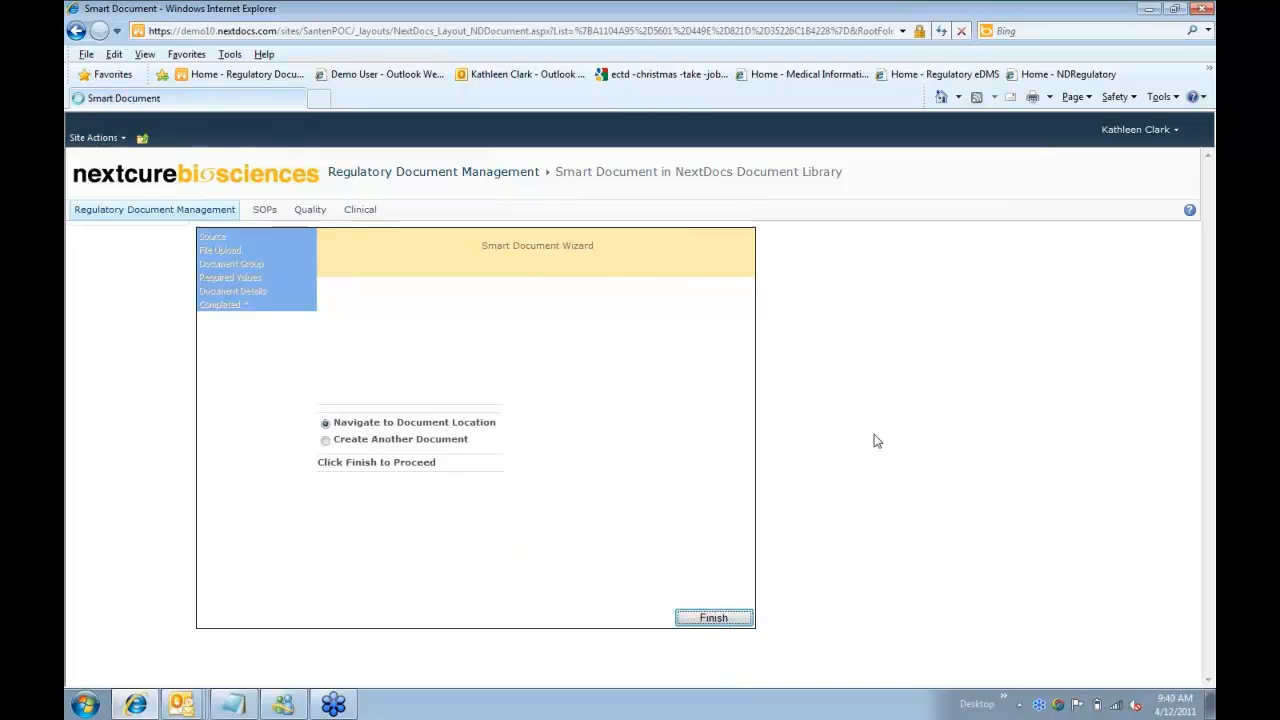 Smart Document - Windows Internet Explorer
https://demo10.nextdocs.com/sites/SantenPOC/_layouts/NextDocs_Layout_NDDocument.aspx?List=%7BA1104A95%2D5601%2D449E%2D821D%2D35226C1B4228%7D&RootFol
Bing
File Edit View Favorites Tools Help
Favorites Home - Regulatory Docu... Demo User - Outlook We... Kathleen Clark - Outlook ... ectd -christmas -take -job... Home - Medical Informati... Home - Regulatory eDMS Home - NDRegulatory
Smart Document Page Safety Tools
Site Actions Kathleen Clark
nextcurebiosciences Regulatory Document Management Smart Document in NextDocs Document Library
Regulatory Document Management SOPs Quality Clinical
Source
File Upload
Document Group
Required Values
Document Details
Completed
Smart Document Wizard
Navigate to Document Location
Create Another Document
Click Finish to Proceed
Finish
Desktop
9:40 AM
4/12/2011